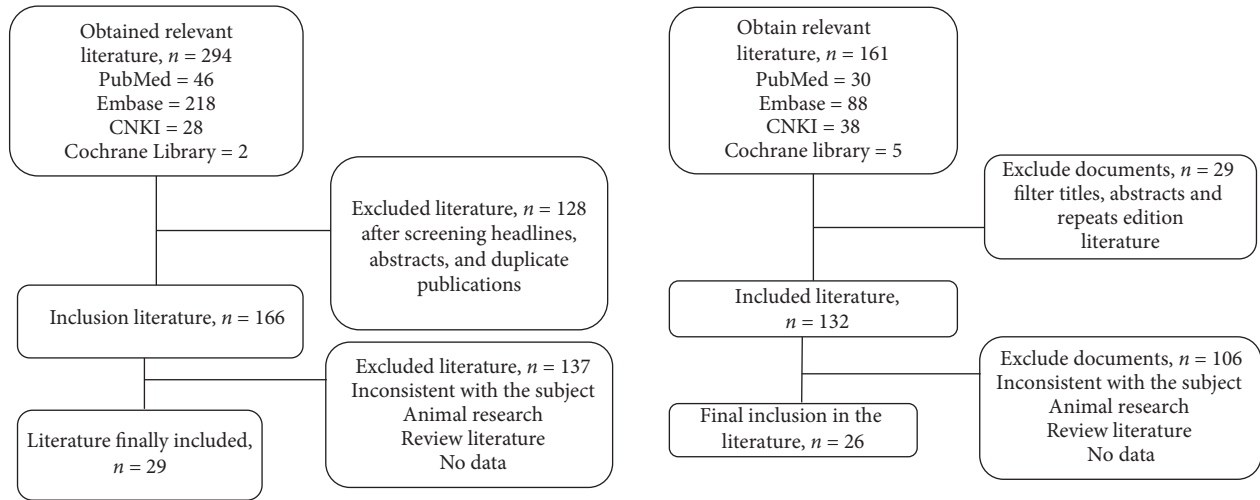 Obtained relevant
literature, n = 294
PubMed = 46
Embase = 218
CNKI = 28
Cochrane Library = 2
Excluded literature, n = 128
after screening headlines,
abstracts, and duplicate
publications
Inclusion literature, n = 166
Excluded literature, n = 137
Inconsistent with the subject
Animal research
Review literature
No data
Literature finally included,
n = 29
Obtain relevant
literature, n = 161
PubMed = 30
Embase = 88
CNKI = 38
Cochrane library = 5
Exclude documents, n = 29
filter titles, abstracts and
repeats edition
literature
Included literature,
n = 132
Exclude documents, n = 106
Inconsistent with the subject
Animal research
Review literature
No data
Final inclusion in the
literature, n = 26